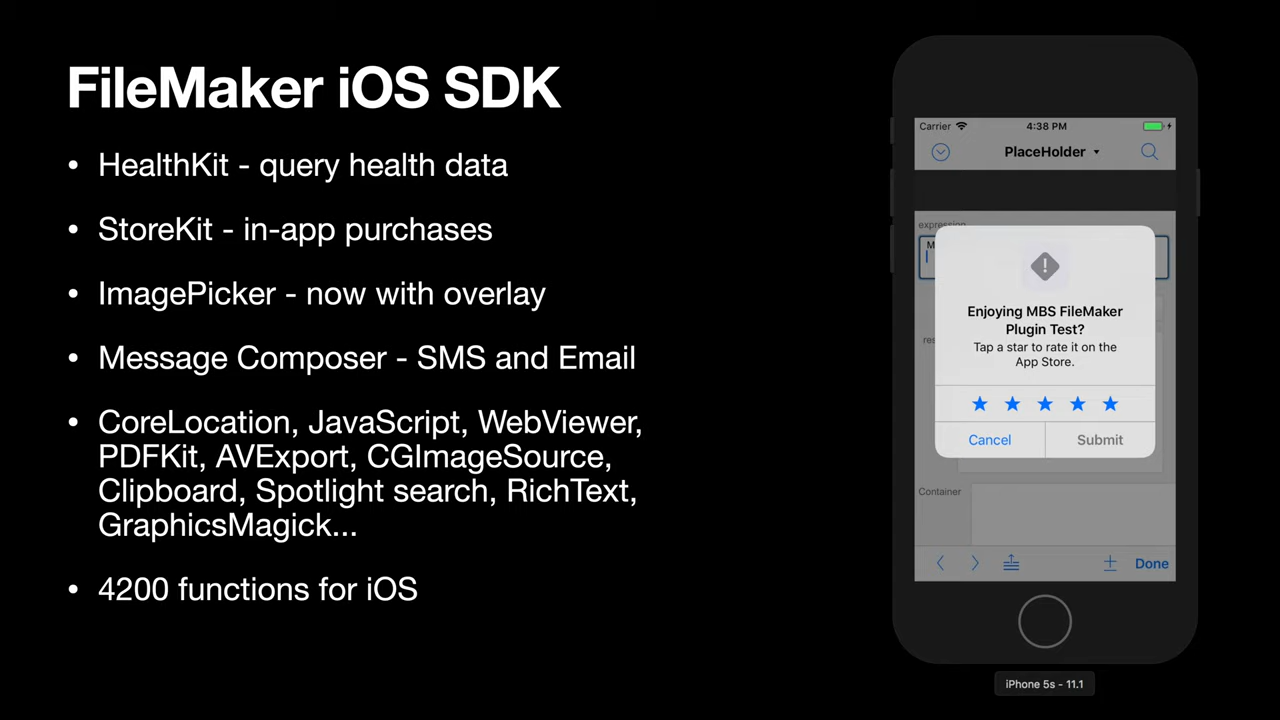 FileMaker iOS SDK
• HealthKit - query health data
• StoreKit - in-app purchases
• ImagePicker - now with overlay
• Message Composer - SMS and Email
• CoreLocation, JavaScript, WebViewer,
PDFKit, AVExport, CGImageSource,
Clipboard, Spotlight search, RichText,
GraphicsMagick...
• 4200 functions for iOS
Carrier 4:38 PM
PlaceHolder
expression
M
Enjoying MBS FileMaker
Plugin Test?
Tap a star to rate it on the
App Store.
res
Cancel Submit
Container
Done
iPhone 5s - 11.1